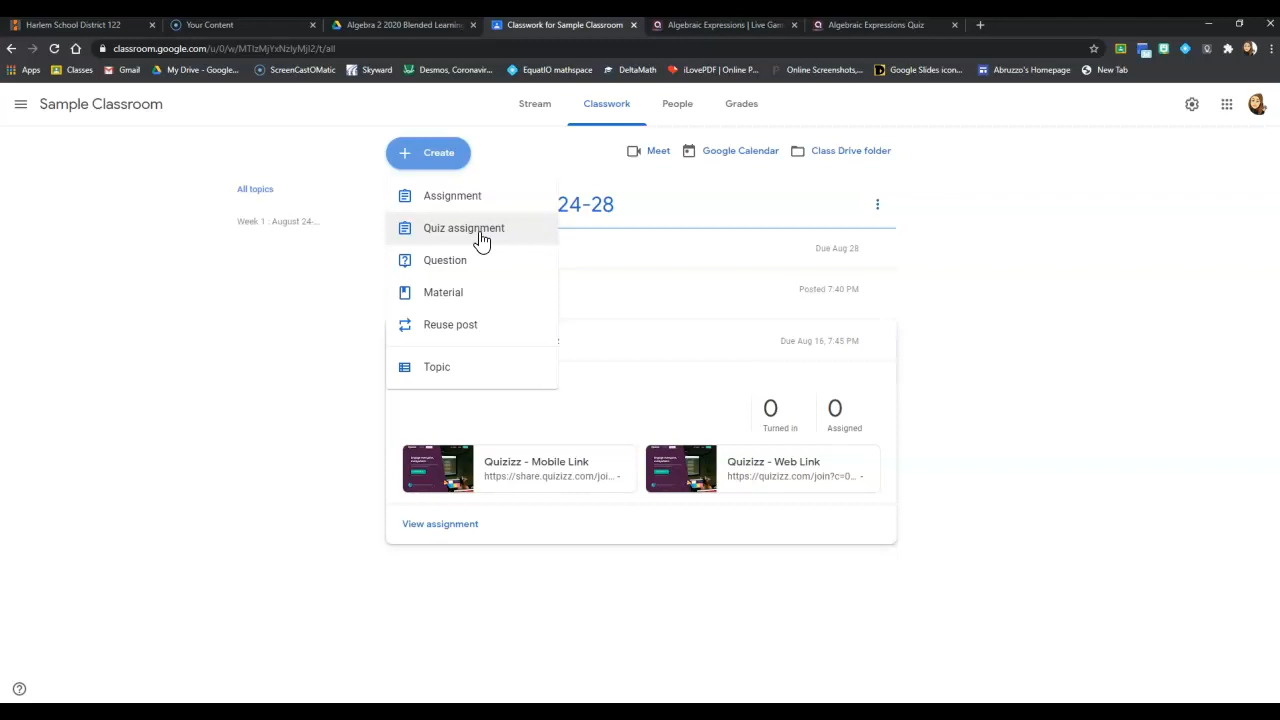 Harlem School District 122
Your Content
Algebra 2 2020 Blended Learning
Classwork for Sample Classroom
Algebraic Expressions | Live Gam
Algebraic Expressions Quiz
classroom.google.com/u/0/w/MTIzMjYxNzIyMjI2/t/all
Apps
Classes
Gmail
My Drive - Google...
ScreenCastOMatic
Skyward
Desmos, Coronavir...
EquatIO mathspace
DeltaMath
iLovePDF | Online P...
Online Screenshots,...
Google Slides icon...
Abruzzo's Homepage
New Tab
Sample Classroom
Stream
Classwork
People
Grades
Create
Meet
Google Calendar
Class Drive folder
All topics
Week 1 : August 24-...
Assignment
Quiz assignment
Question
Material
Reuse post
Topic
24-28
Due Aug 28
Posted 7:40 PM
Due Aug 16, 7:45 PM
0
Turned in
0
Assigned
Quizizz - Mobile Link
https://share.quizizz.com/joi... -
Quizizz - Web Link
https://quizizz.com/join?c=0... -
View assignment